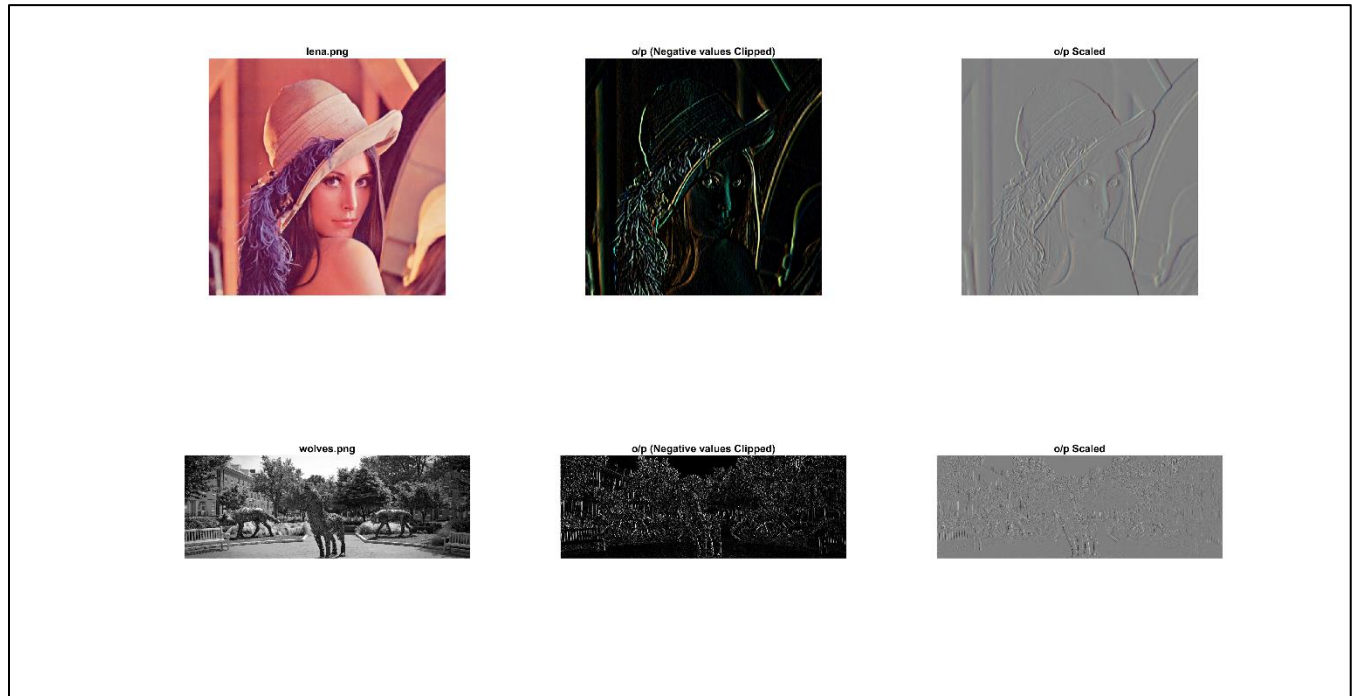 lena.png
o/p (Negative values Clipped)
o/p Scaled
wolves.png
o/p (Negative values Clipped)
o/p Scaled